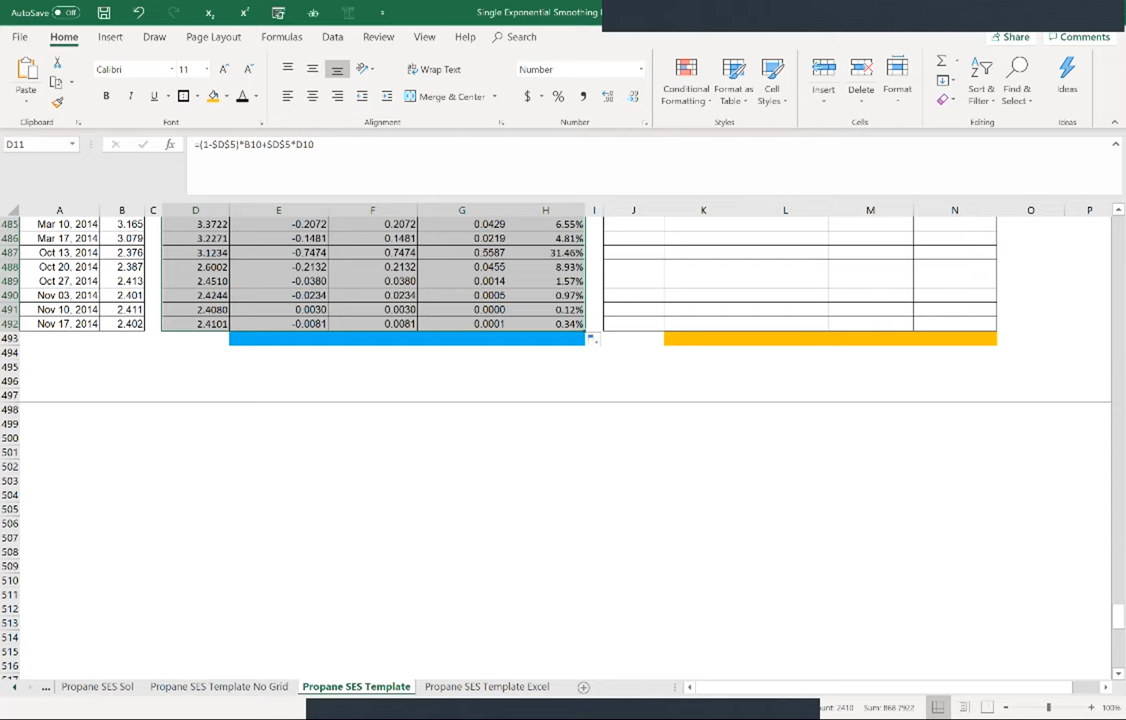 AutoSave Off Single Exponential Smoothing
File Home Insert Draw Page Layout Formulas Data Review View Help Search Share Comments
Paste Calibri 11 Wrap Text Number Conditional Formatting Format as Table Cell Styles Insert Delete Format Sort & Filter Find & Select Ideas
B I U A Merge & Center $ % ,
Clipboard Font Alignment Number Styles Cells Editing Ideas
D11 fx =(1-$D$5)*B10+$D$5*D10
A B C D E F G H I J K L M N O P
485 Mar 10, 2014 3.165 3.3722 -0.2072 0.2072 0.0429 6.55%
486 Mar 17, 2014 3.079 3.2271 -0.1481 0.1481 0.0219 4.81%
487 Oct 13, 2014 2.376 3.1234 -0.7474 0.7474 0.5587 31.46%
488 Oct 20, 2014 2.387 2.6002 -0.2132 0.2132 0.0455 8.93%
489 Oct 27, 2014 2.413 2.4510 -0.0380 0.0380 0.0014 1.57%
490 Nov 03, 2014 2.401 2.4244 -0.0234 0.0234 0.0005 0.97%
491 Nov 10, 2014 2.411 2.4080 0.0030 0.0030 0.0000 0.12%
492 Nov 17, 2014 2.402 2.4101 -0.0081 0.0081 0.0001 0.34%
493
494
495
496
497
498
499
500
501
502
503
504
505
506
507
508
509
510
511
512
513
514
515
516
... Propane SES Sol Propane SES Template No Grid Propane SES Template Propane SES Template Excel
2410 Sum: 868.7922 100%